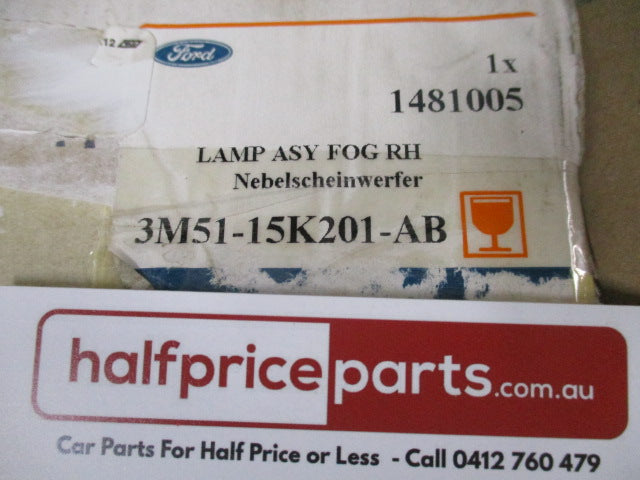 12
Ford
1x
1481005
LAMP ASY FOG RH
Nebelscheinwerfer
3M51-15K201-AB
halfpriceparts.com.au
Car Parts For Half Price or Less - Call 0412 760 479